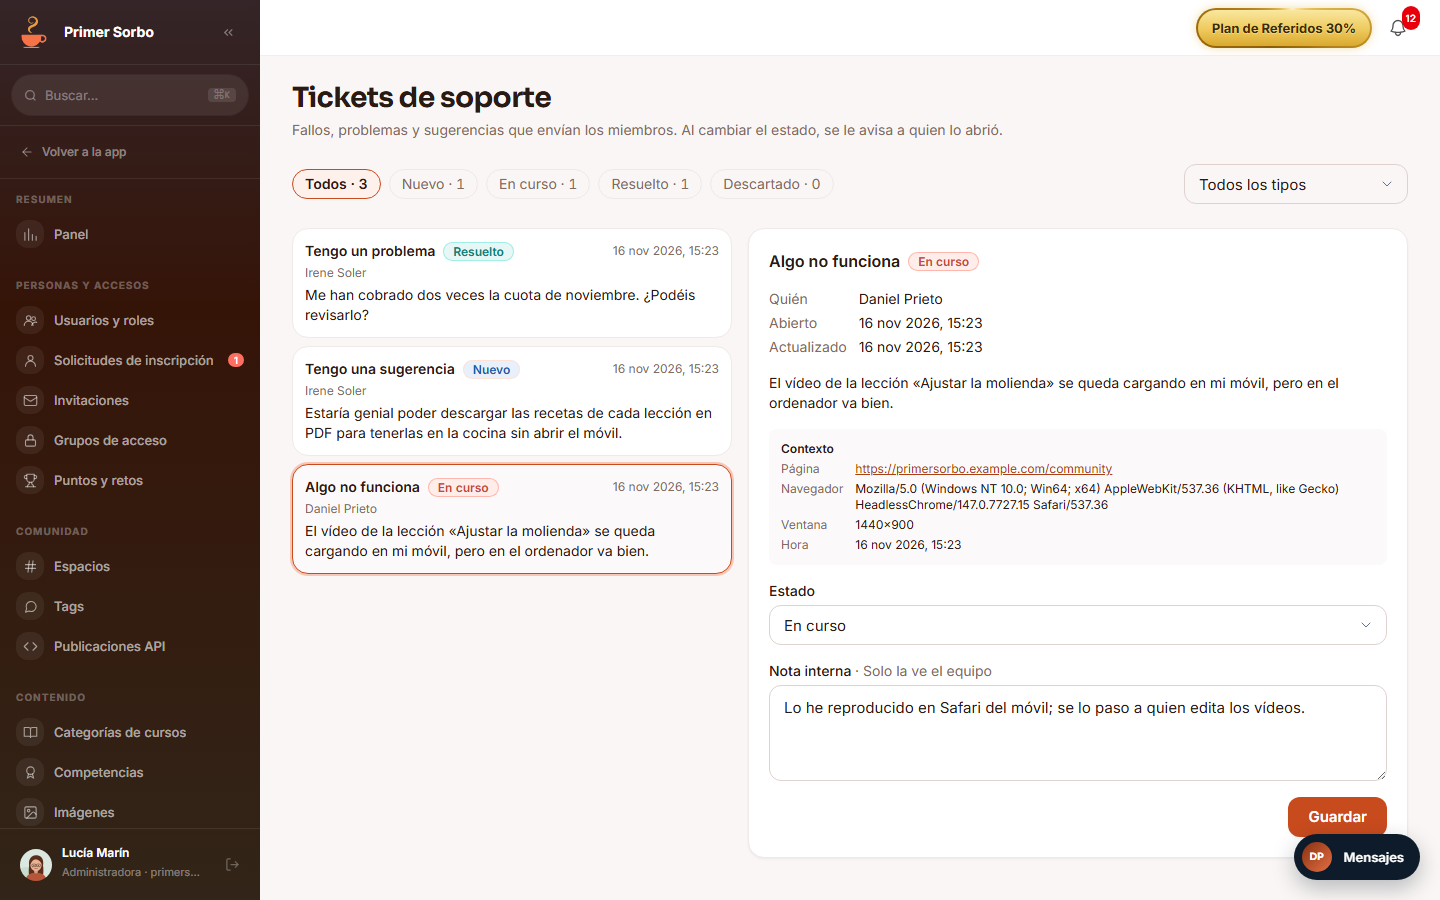 Primer Sorbo
Buscar...
⌘K
Volver a la app
RESUMEN
Panel
PERSONAS Y ACCESOS
Usuarios y roles
Solicitudes de inscripción
1
Invitaciones
Grupos de acceso
Puntos y retos
COMUNIDAD
Espacios
Tags
Publicaciones API
CONTENIDO
Categorías de cursos
Competencias
Imágenes
Lucía Marín
Administradora · primers...
Plan de Referidos 30%
12
Tickets de soporte
Fallos, problemas y sugerencias que envían los miembros. Al cambiar el estado, se le avisa a quien lo abrió.
Todos · 3
Nuevo · 1
En curso · 1
Resuelto · 1
Descartado · 0
Todos los tipos
Tengo un problema
Resuelto
16 nov 2026, 15:23
Irene Soler
Me han cobrado dos veces la cuota de noviembre. ¿Podéis
revisarlo?
Tengo una sugerencia
Nuevo
16 nov 2026, 15:23
Irene Soler
Estaría genial poder descargar las recetas de cada lección en
PDF para tenerlas en la cocina sin abrir el móvil.
Algo no funciona
En curso
16 nov 2026, 15:23
Daniel Prieto
El vídeo de la lección «Ajustar la molienda» se queda
cargando en mi móvil, pero en el ordenador va bien.
Algo no funciona
En curso
Quién Daniel Prieto
Abierto 16 nov 2026, 15:23
Actualizado 16 nov 2026, 15:23
El vídeo de la lección «Ajustar la molienda» se queda cargando en mi móvil, pero en el
ordenador va bien.
Contexto
Página https://primersorbo.example.com/community
Navegador Mozilla/5.0 (Windows NT 10.0; Win64; x64) AppleWebKit/537.36 (KHTML, like Gecko)
HeadlessChrome/147.0.7727.15 Safari/537.36
Ventana 1440×900
Hora 16 nov 2026, 15:23
Estado
En curso
Nota interna · Solo la ve el equipo
Lo he reproducido en Safari del móvil; se lo paso a quien edita los vídeos.
Guardar
DP
Mensajes